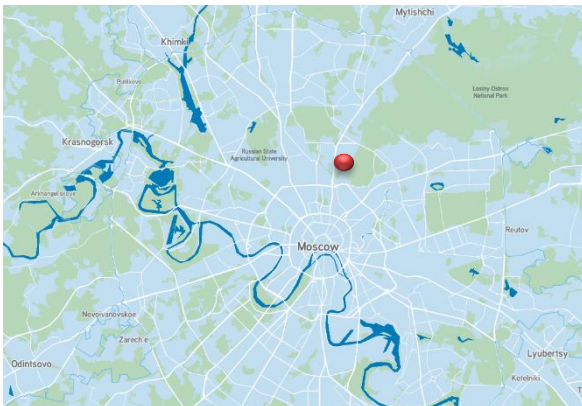 Mytishchi
Khimki
Putilkovo
Losiny Ostrov
National Park
Krasnogorsk
Russian State
Agricultural University
Moscow
Reutov
Novoivanovskoe
Zarech'e
Odintsovo
Lyubertsy
Kotelniki